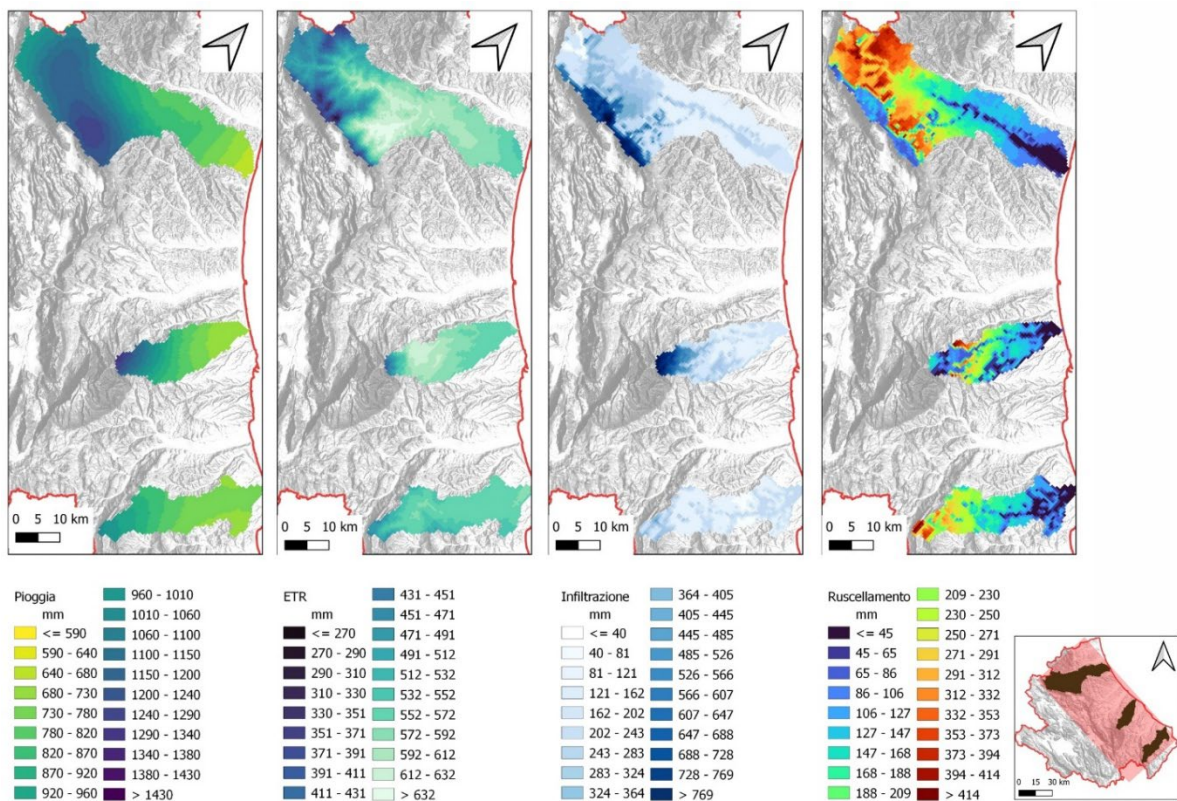 0 5 10 km
0 5 10 km
0 5 10 km
0 5 10 km
Pioggia
mm
<= 590
590 - 640
640 - 680
680 - 730
730 - 780
780 - 820
820 - 870
870 - 920
920 - 960
960 - 1010
1010 - 1060
1060 - 1100
1100 - 1150
1150 - 1200
1200 - 1240
1240 - 1290
1290 - 1340
1340 - 1380
1380 - 1430
> 1430
ETR
mm
<= 270
270 - 290
290 - 310
310 - 330
330 - 351
351 - 371
371 - 391
391 - 411
411 - 431
431 - 451
451 - 471
471 - 491
491 - 512
512 - 532
532 - 552
552 - 572
572 - 592
592 - 612
612 - 632
> 632
Infiltrazione
mm
<= 40
40 - 81
81 - 121
121 - 162
162 - 202
202 - 243
243 - 283
283 - 324
324 - 364
364 - 405
405 - 445
445 - 485
485 - 526
526 - 566
566 - 607
607 - 647
647 - 688
688 - 728
728 - 769
> 769
Ruscellamento
mm
<= 45
45 - 65
65 - 86
86 - 106
106 - 127
127 - 147
147 - 168
168 - 188
188 - 209
209 - 230
230 - 250
250 - 271
271 - 291
291 - 312
312 - 332
332 - 353
353 - 373
373 - 394
394 - 414
> 414
0 15 30 km